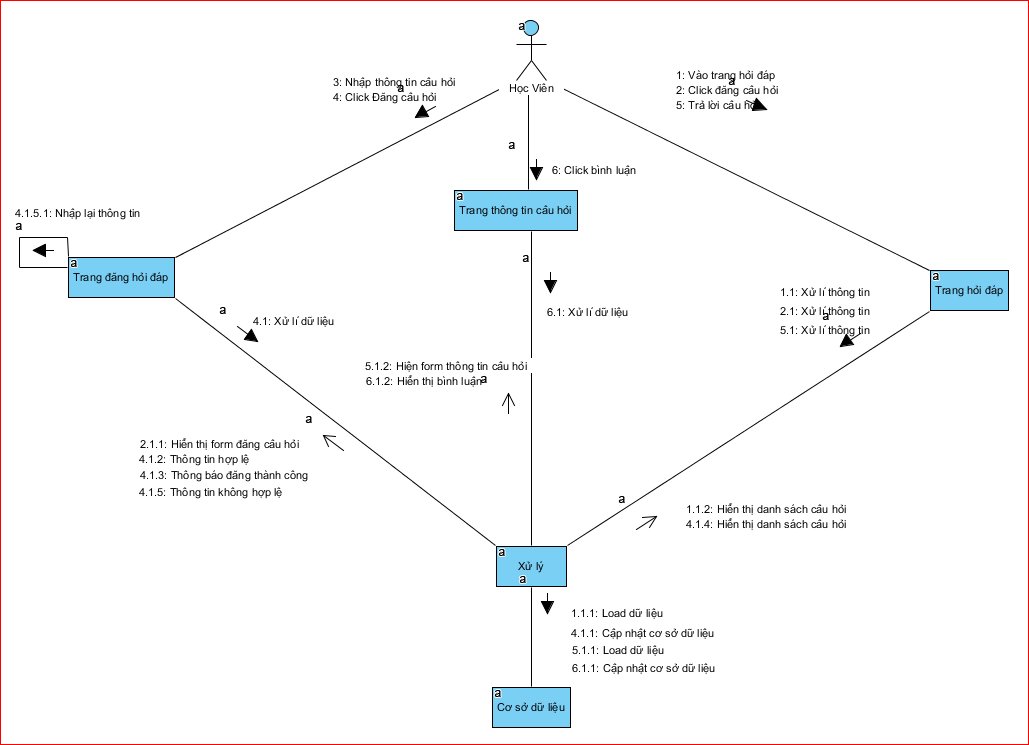 a
3: Nhập thông tin câu hỏi
a
4: Click Đăng câu hỏi
Học Viên
1: Vào trang hỏi đáp
a
2: Click đăng câu hỏi
5: Trả lời câu hỏi
a
6: Click bình luận
4.1.5.1: Nhập lại thông tin
a
a
Trang thông tin câu hỏi
a
Trang đăng hỏi đáp
a
Trang hỏi đáp
a
1.1: Xử lí thông tin
2.1: Xử lí thông tin
a
5.1: Xử lí thông tin
a
4.1: Xử lí dữ liệu
6.1: Xử lí dữ liệu
5.1.2: Hiện form thông tin câu hỏi
6.1.2: Hiển thị bình luận
a
a
2.1.1: Hiển thị form đăng câu hỏi
4.1.2: Thông tin hợp lệ
4.1.3: Thông báo đăng thành công
4.1.5: Thông tin không hợp lệ
a
1.1.2: Hiển thị danh sách câu hỏi
4.1.4: Hiển thị danh sách câu hỏi
a
Xử lý
a
1.1.1: Load dữ liệu
4.1.1: Cập nhật cơ sở dữ liệu
5.1.1: Load dữ liệu
6.1.1: Cập nhật cơ sở dữ liệu
a
Cơ sở dữ liệu